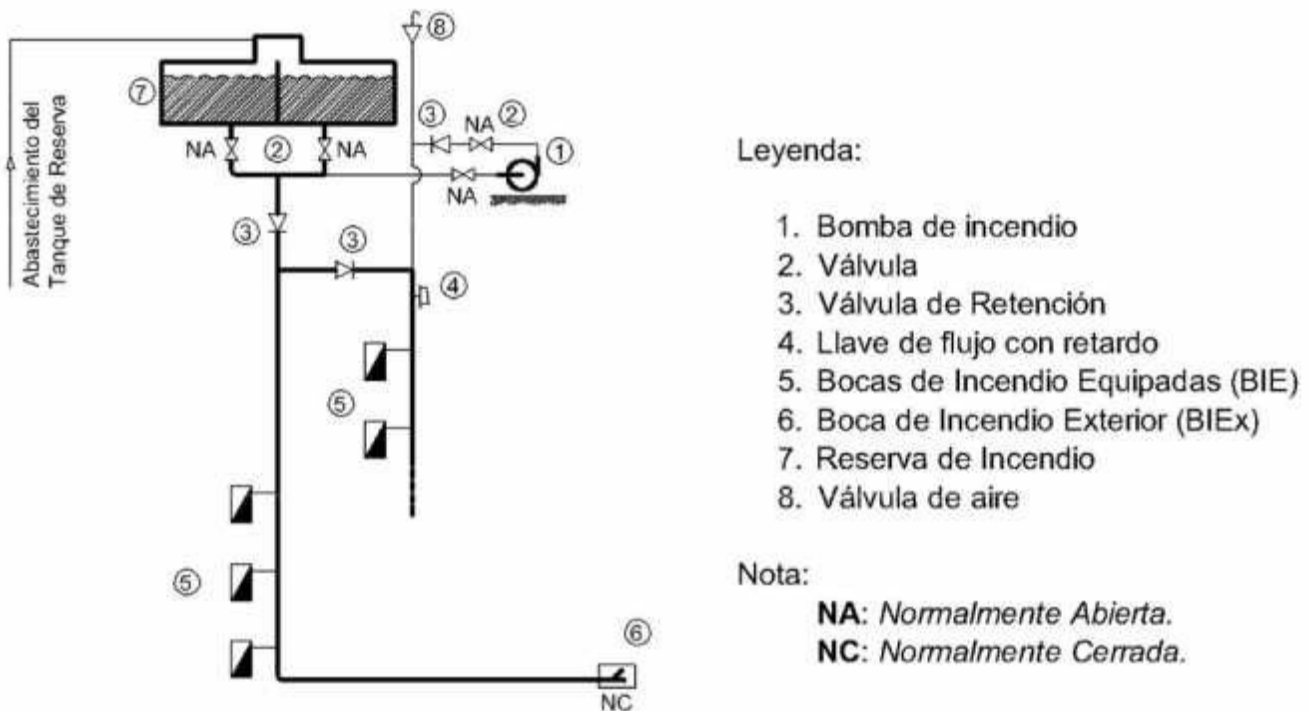 ⑧
⑦
Abastecimiento del
Tanque de Reserva
③
NA
②
①
NA
②
NA
NA
③
③
④
⑤
⑤
⑥
NC
Leyenda:
1. Bomba de incendio
2. Válvula
3. Válvula de Retención
4. Llave de flujo con retardo
5. Bocas de Incendio Equipadas (BIE)
6. Boca de Incendio Exterior (BIEx)
7. Reserva de Incendio
8. Válvula de aire
Nota:
NA: Normalmente Abierta.
NC: Normalmente Cerrada.